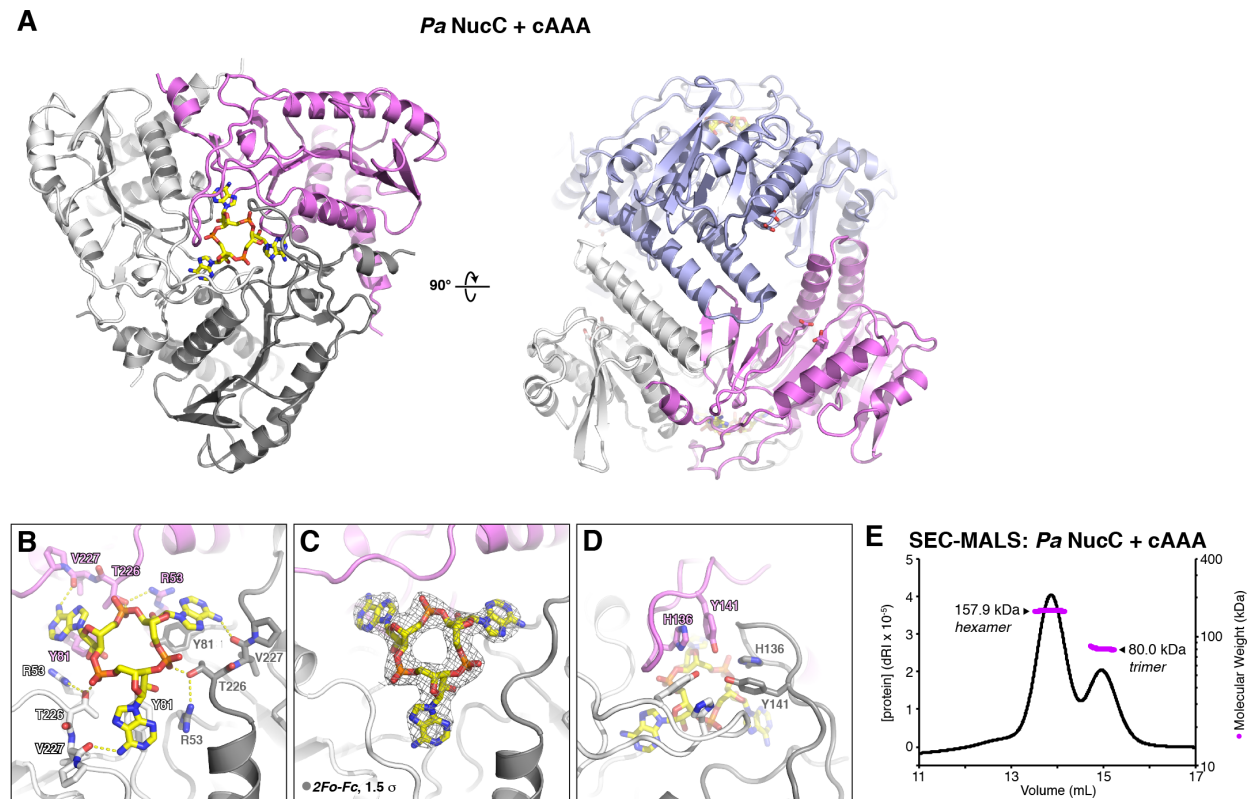 A
Pa NucC + cAAA
90°
B
V227
T226
R53
Y81
Y81
R53
V227
T226
T226
Y81
R53
V227
C
2Fo-Fc, 1.5 σ
D
Y141
H136
H136
Y141
E
SEC-MALS: Pa NucC + cAAA
5
4
3
2
1
0
[protein] (dRI x 10⁻⁵)
157.9 kDa
hexamer
80.0 kDa
trimer
400
100
10
Molecular Weight (kDa)
11
13
15
17
Volume (mL)